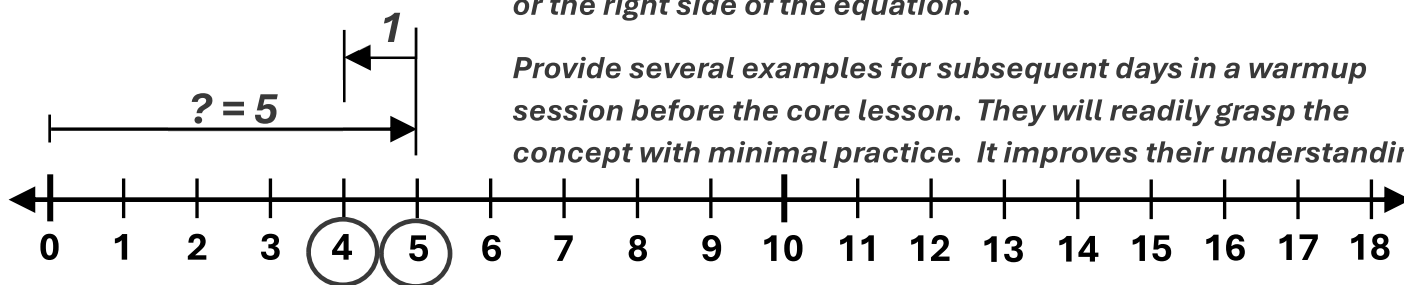 or the right side of the equation.
1
Provide several examples for subsequent days in a warmup
session before the core lesson. They will readily grasp the
? = 5
concept with minimal practice. It improves their
0 1 2 3 4 5 6 7 8 9 10 11 12 13 14 15 16 17 18